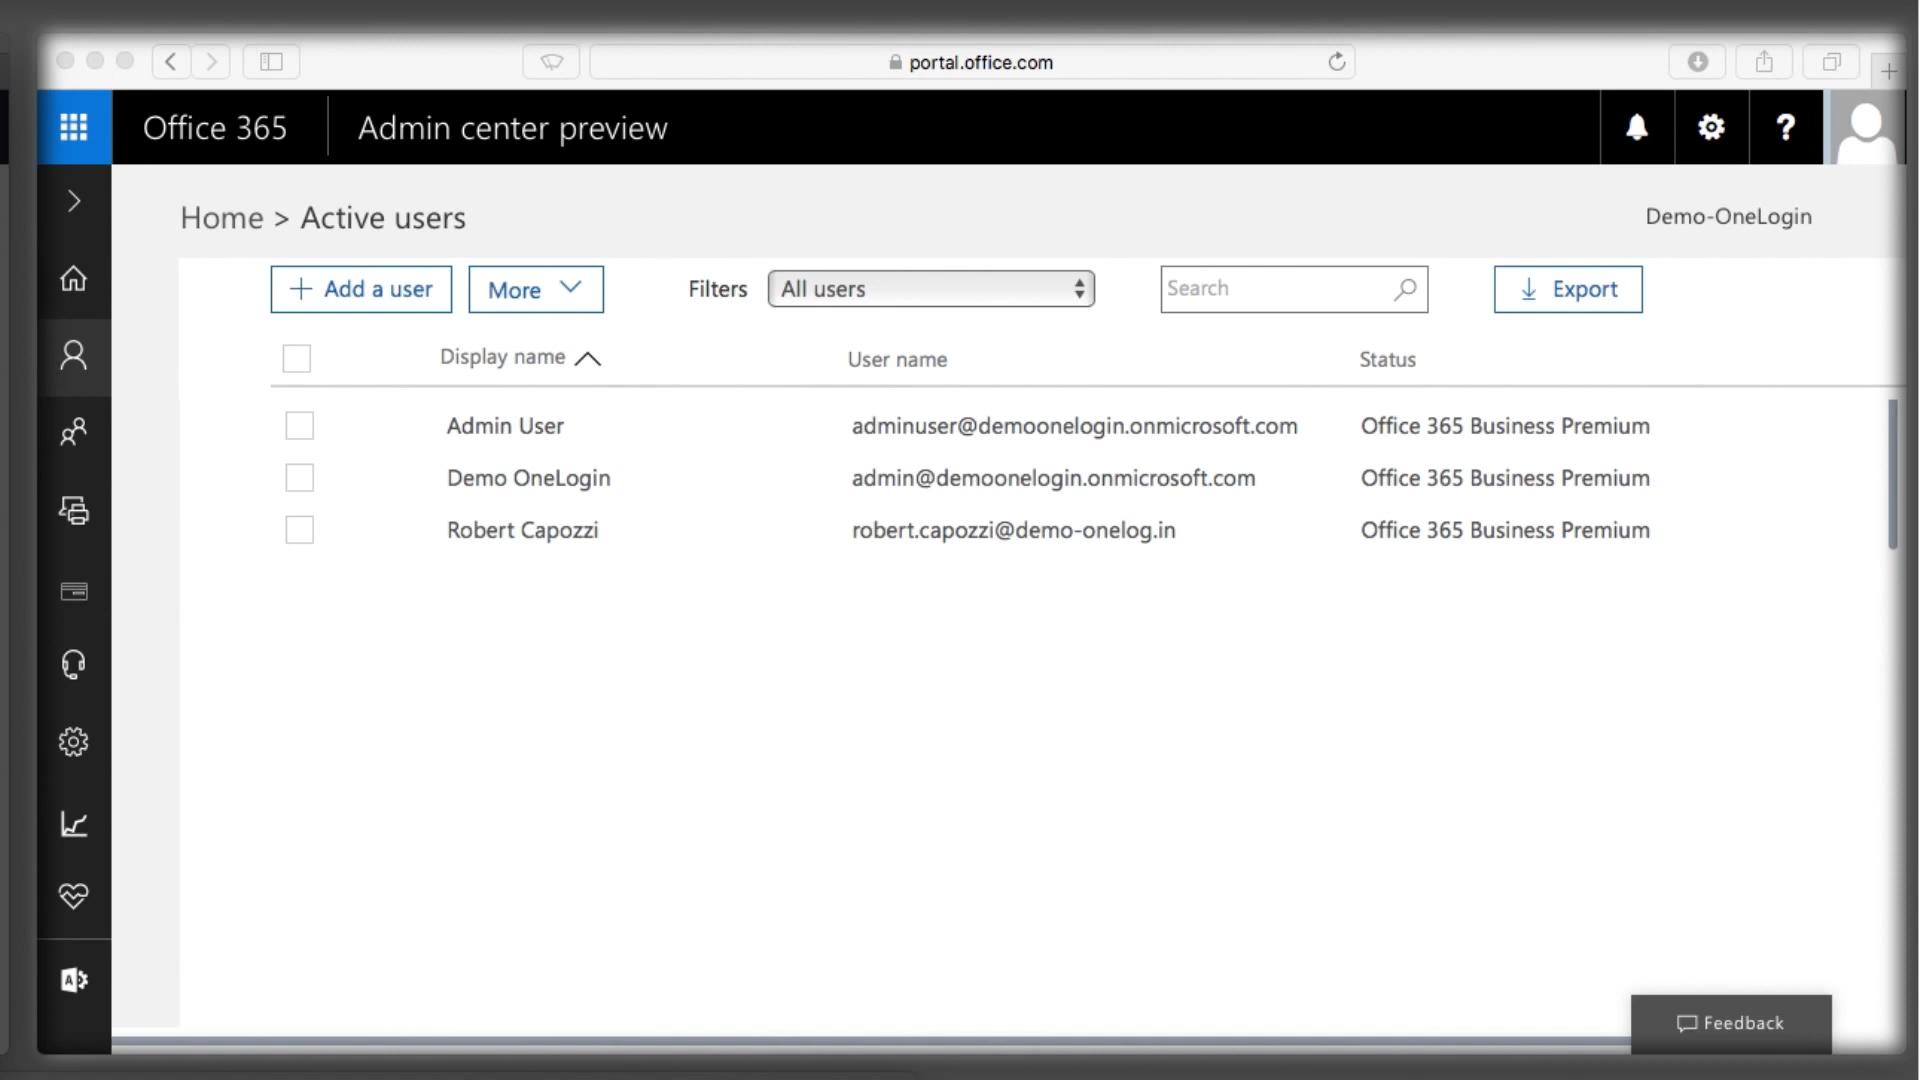 portal.office.com
Office 365 Admin center preview
Home > Active users Demo-OneLogin
Add a user More Filters All users Search Export
Display name User name Status
Admin User adminuser@demoonelogin.onmicrosoft.com Office 365 Business Premium
Demo OneLogin admin@demoonelogin.onmicrosoft.com Office 365 Business Premium
Robert Capozzi robert.capozzi@demo-onelog.in Office 365 Business Premium
Feedback